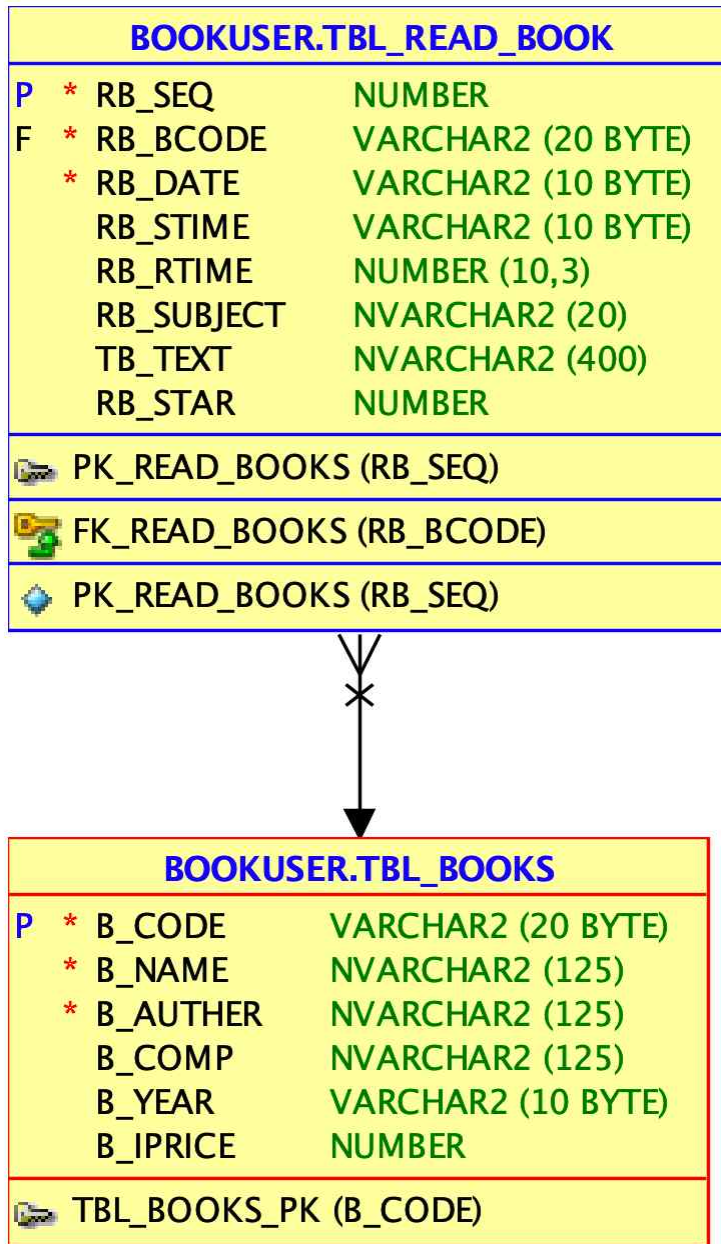 BOOKUSER.TBL_READ_BOOK
P * RB_SEQ NUMBER
F * RB_BCODE VARCHAR2 (20 BYTE)
* RB_DATE VARCHAR2 (10 BYTE)
RB_STIME VARCHAR2 (10 BYTE)
RB_RTIME NUMBER (10,3)
RB_SUBJECT NVARCHAR2 (20)
TB_TEXT NVARCHAR2 (400)
RB_STAR NUMBER
PK_READ_BOOKS (RB_SEQ)
FK_READ_BOOKS (RB_BCODE)
PK_READ_BOOKS (RB_SEQ)
BOOKUSER.TBL_BOOKS
P * B_CODE VARCHAR2 (20 BYTE)
* B_NAME NVARCHAR2 (125)
* B_AUTHER NVARCHAR2 (125)
B_COMP NVARCHAR2 (125)
B_YEAR VARCHAR2 (10 BYTE)
B_IPRICE NUMBER
TBL_BOOKS_PK (B_CODE)